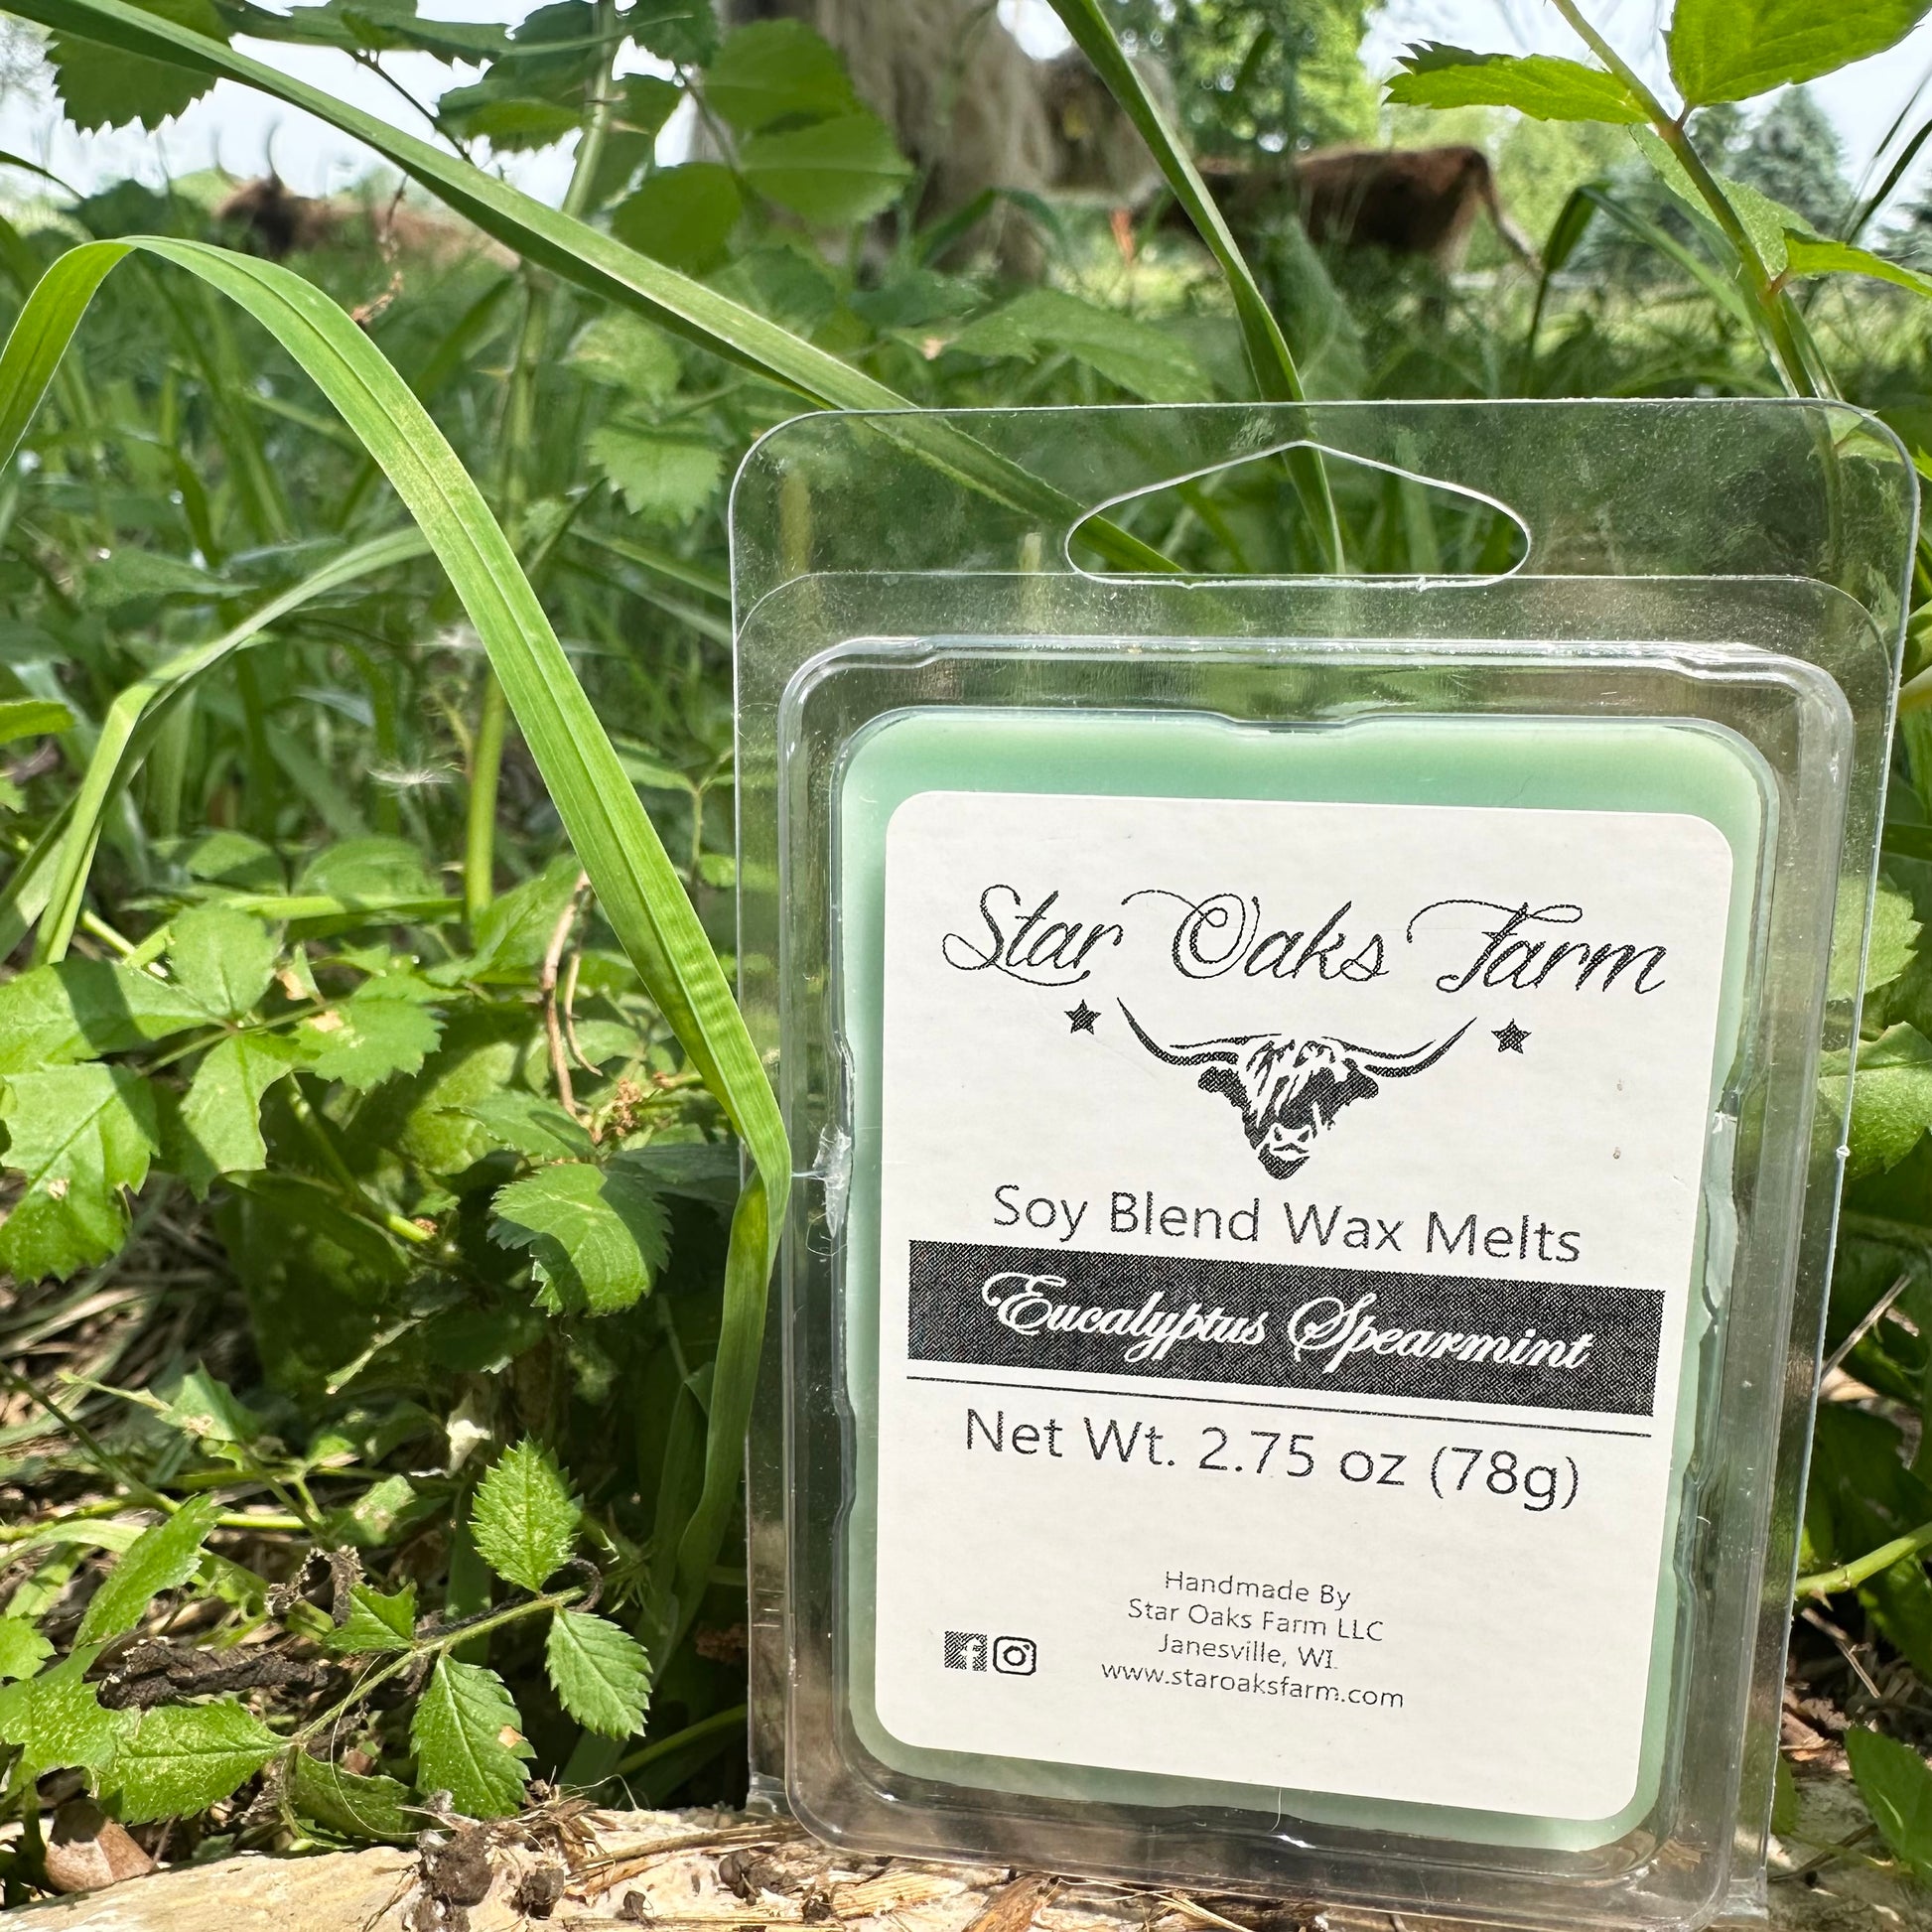 Star Oaks Farm
Soy Blend Wax Melts
Eucalyptus Spearmint
Net Wt. 2.75 oz (78g)
Handmade By
Star Oaks Farm LLC
Janesville, WI.
www.staroaksfarm.com